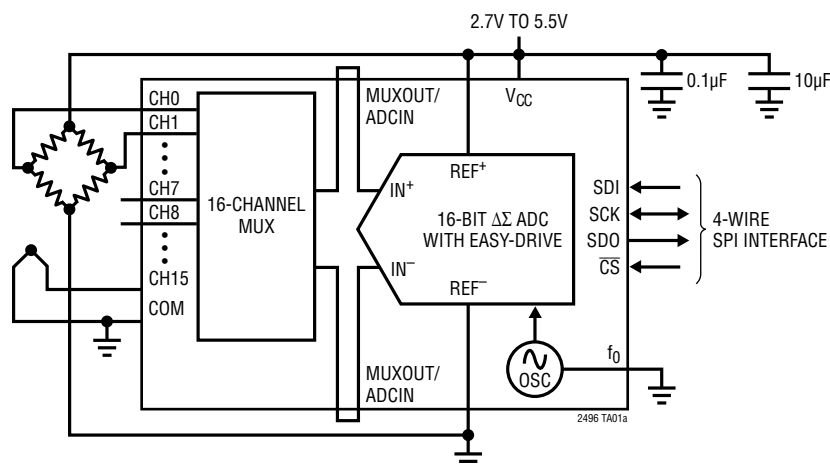 2.7V TO 5.5V
0.1µF
10µF
CH0
CH1
CH7
CH8
CH15
COM
MUXOUT/
ADCIN
VCC
16-CHANNEL
MUX
IN+
IN–
REF+
16-BIT ΔΣ ADC
WITH EASY-DRIVE
REF–
SDI
SCK
SDO
CS
4-WIRE
SPI INTERFACE
MUXOUT/
ADCIN
OSC
fO
2496 TA01a